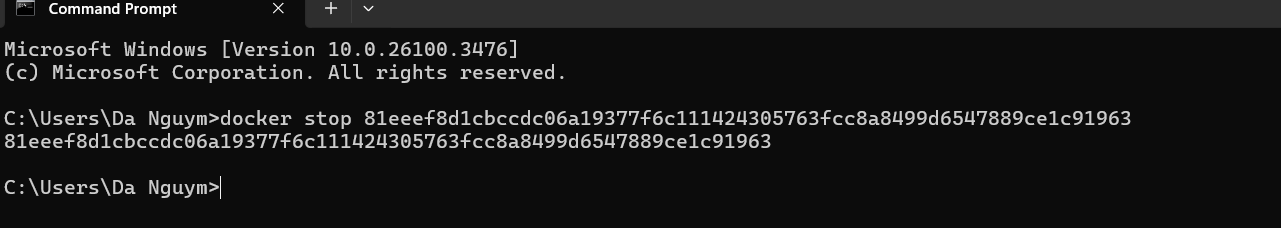 Command Prompt
Microsoft Windows [Version 10.0.26100.3476]
(c) Microsoft Corporation. All rights reserved.
C:\Users\Da Nguym>docker stop 81eeef8d1cbccdc06a19377f6c111424305763fcc8a8499d6547889ce1c91963
81eeef8d1cbccdc06a19377f6c111424305763fcc8a8499d6547889ce1c91963
C:\Users\Da Nguym>